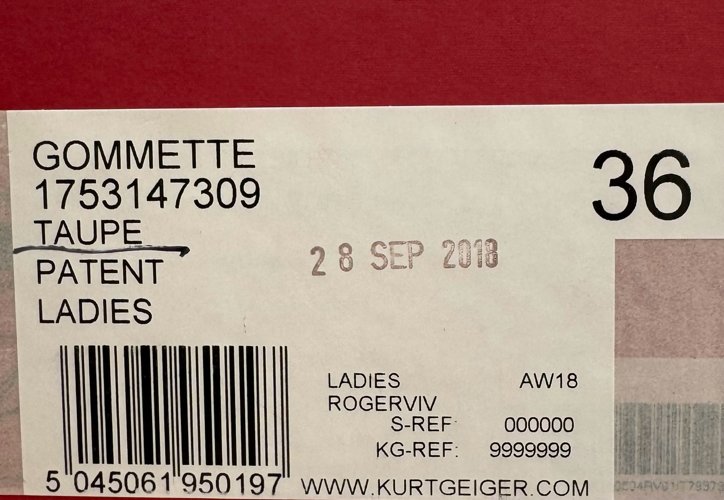 GOMMETTE
1753147309
36
TAUPE
28 SEP 2018
PATENT
LADIES
LADIES AW18
ROGERVIV
S-REF: 000000
KG-REF: 9999999
5 045061 950197
WWW.KURTGEIGER.COM